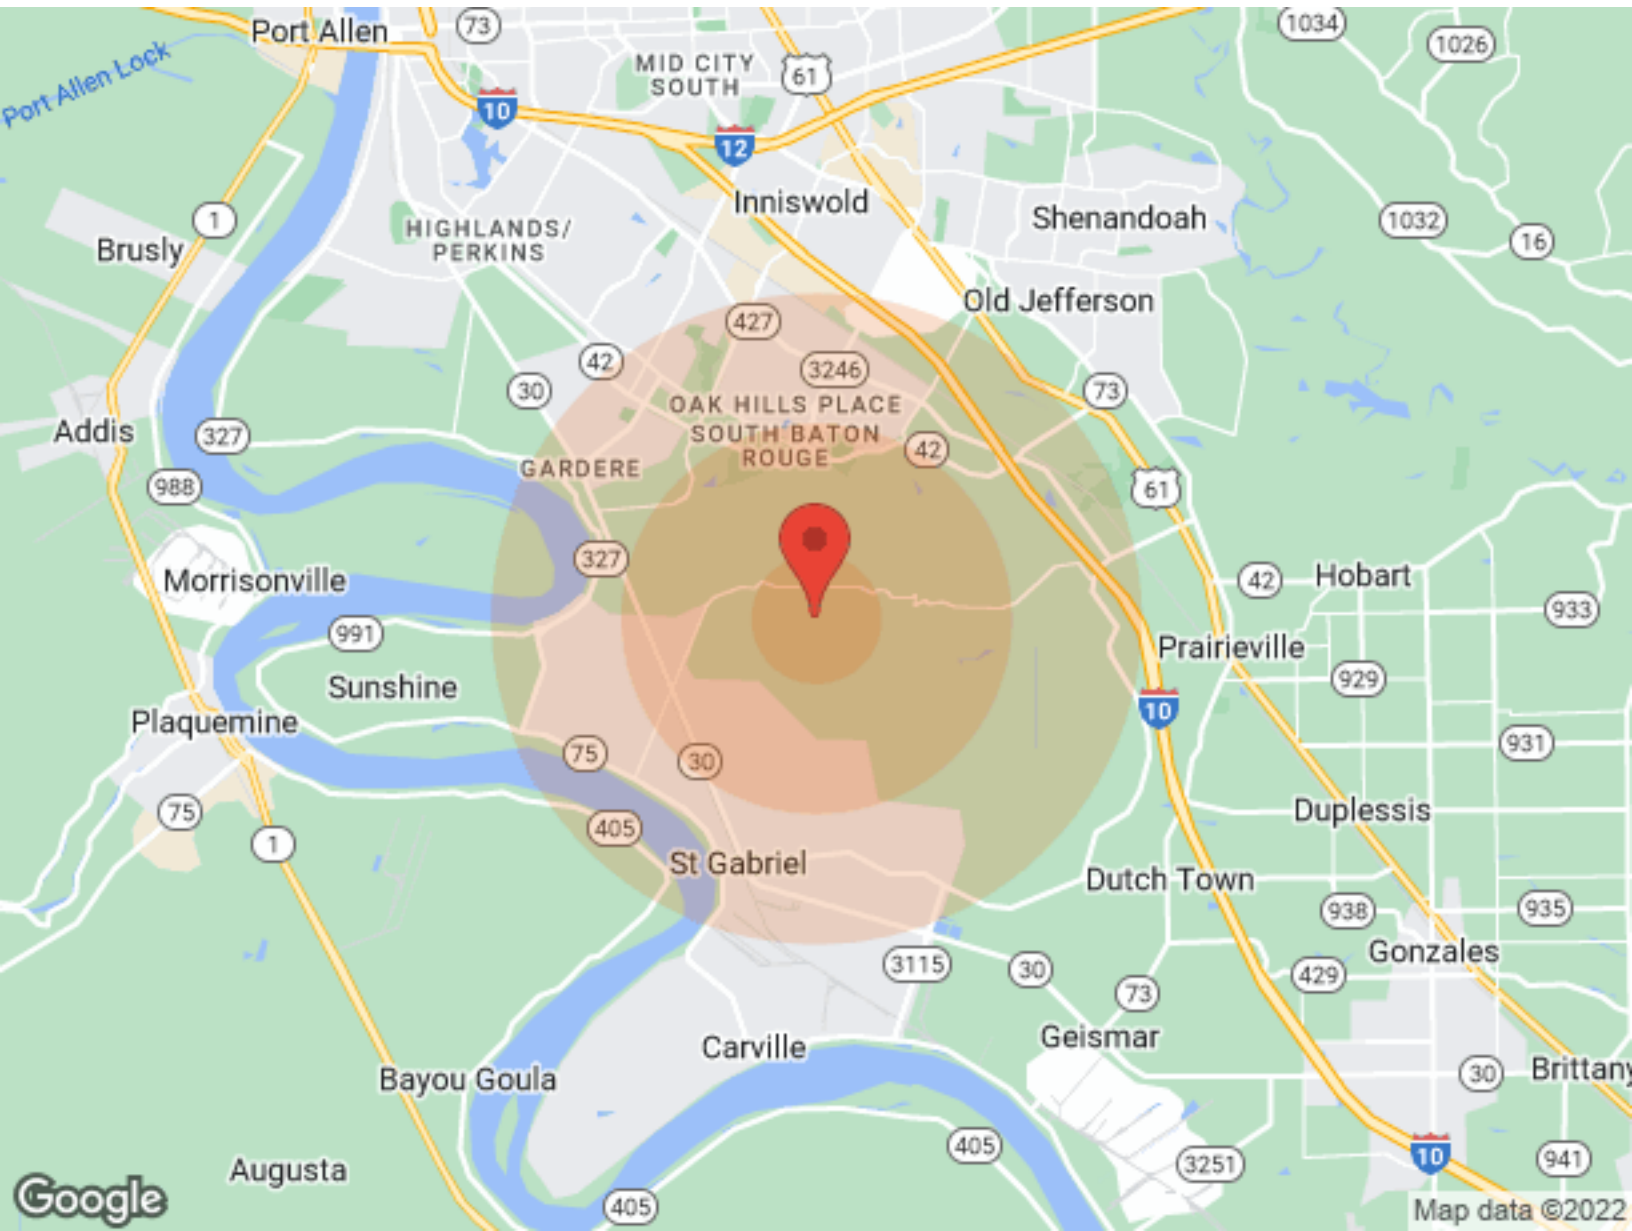 Port Allen
73
1034
1026
MID CITY
SOUTH
61
Port Allen Lock
10
12
Inniswold
Shenandoah
1032
16
1
Brusly
HIGHLANDS/
PERKINS
Old Jefferson
427
42
3246
30
73
OAK HILLS PLACE
SOUTH BATON
ROUGE
Addis
327
42
GARDERE
988
61
327
Morrisonville
42
Hobart
933
991
Prairieville
929
Sunshine
10
Plaquemine
75
30
931
75
405
1
Duplessis
St Gabriel
Dutch Town
938
935
Gonzales
3115
30
429
73
Geismar
Carville
Bayou Goula
30
Brittany
405
10
941
3251
Augusta
405
Google
Map data ©2022